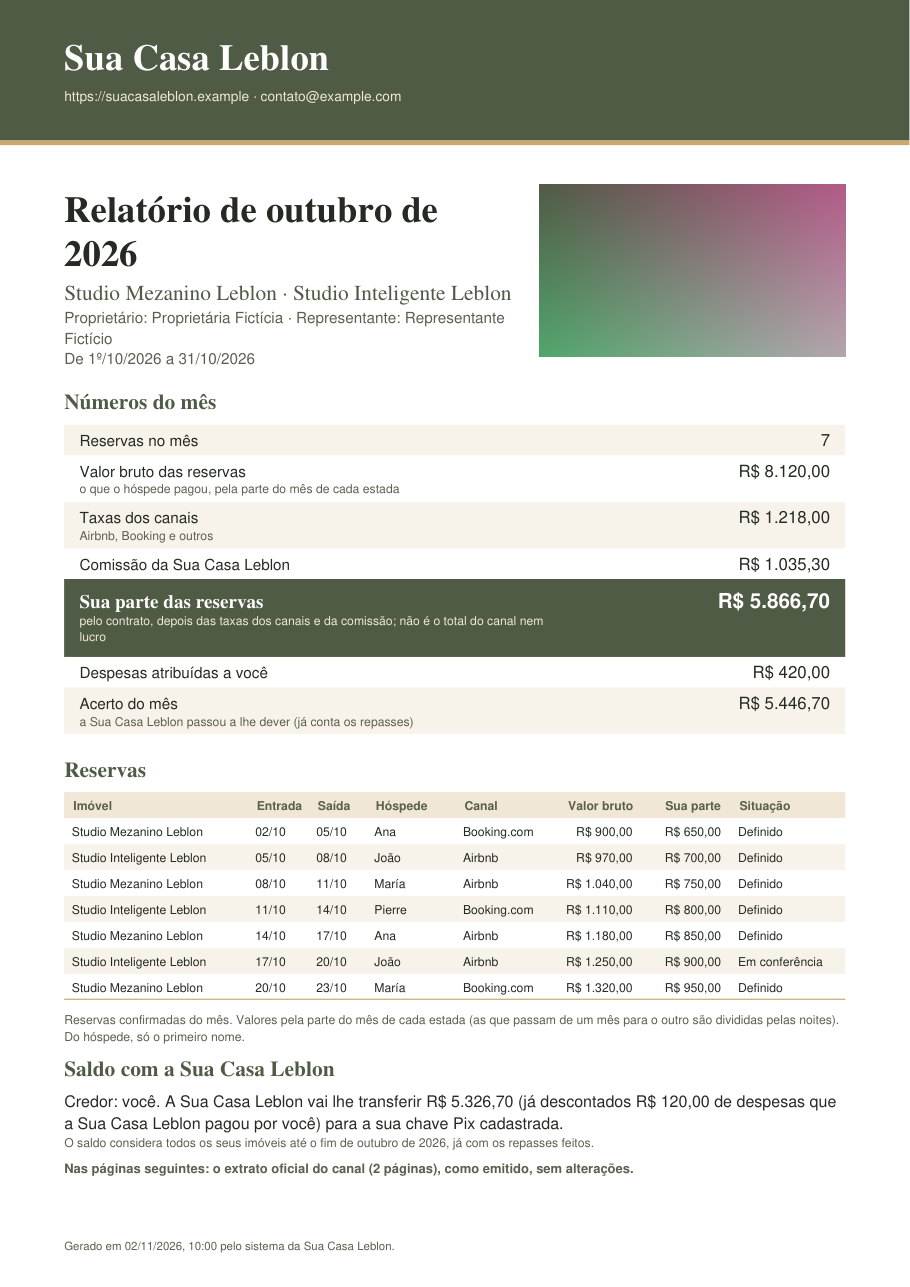 Sua Casa Leblon
https://suacasaleblon.example · contato@example.com
Relatório de outubro de
2026
Studio Mezanino Leblon · Studio Inteligente Leblon
Proprietário: Proprietária Fictícia · Representante: Representante
Fictício
De 1º/10/2026 a 31/10/2026
Números do mês
Reservas no mês 7
Valor bruto das reservas R$ 8.120,00
o que o hóspede pagou, pela parte do mês de cada estada
Taxas dos canais R$ 1.218,00
Airbnb, Booking e outros
Comissão da Sua Casa Leblon R$ 1.035,30
Sua parte das reservas R$ 5.866,70
pelo contrato, depois das taxas dos canais e da comissão; não é o total do canal nem
lucro
Despesas atribuídas a você R$ 420,00
Acerto do mês R$ 5.446,70
a Sua Casa Leblon passou a lhe dever (já conta os repasses)
Reservas
Imóvel Entrada Saída Hóspede Canal Valor bruto Sua parte Situação
Studio Mezanino Leblon 02/10 05/10 Ana Booking.com R$ 900,00 R$ 650,00 Definido
Studio Inteligente Leblon 05/10 08/10 João Airbnb R$ 970,00 R$ 700,00 Definido
Studio Mezanino Leblon 08/10 11/10 María Airbnb R$ 1.040,00 R$ 750,00 Definido
Studio Inteligente Leblon 11/10 14/10 Pierre Booking.com R$ 1.110,00 R$ 800,00 Definido
Studio Mezanino Leblon 14/10 17/10 Ana Airbnb R$ 1.180,00 R$ 850,00 Definido
Studio Inteligente Leblon 17/10 20/10 João Airbnb R$ 1.250,00 R$ 900,00 Em conferência
Studio Mezanino Leblon 20/10 23/10 María Booking.com R$ 1.320,00 R$ 950,00 Definido
Reservas confirmadas do mês. Valores pela parte do mês de cada estada (as que passam de um mês para o outro são divididas pelas noites).
Do hóspede, só o primeiro nome.
Saldo com a Sua Casa Leblon
Credor: você. A Sua Casa Leblon vai lhe transferir R$ 5.326,70 (já descontados R$ 120,00 de despesas que
a Sua Casa Leblon pagou por você) para a sua chave Pix cadastrada.
O saldo considera todos os seus imóveis até o fim de outubro de 2026, já com os repasses feitos.
Nas páginas seguintes: o extrato oficial do canal (2 páginas), como emitido, sem alterações.
Gerado em 02/11/2026, 10:00 pelo sistema da Sua Casa Leblon.